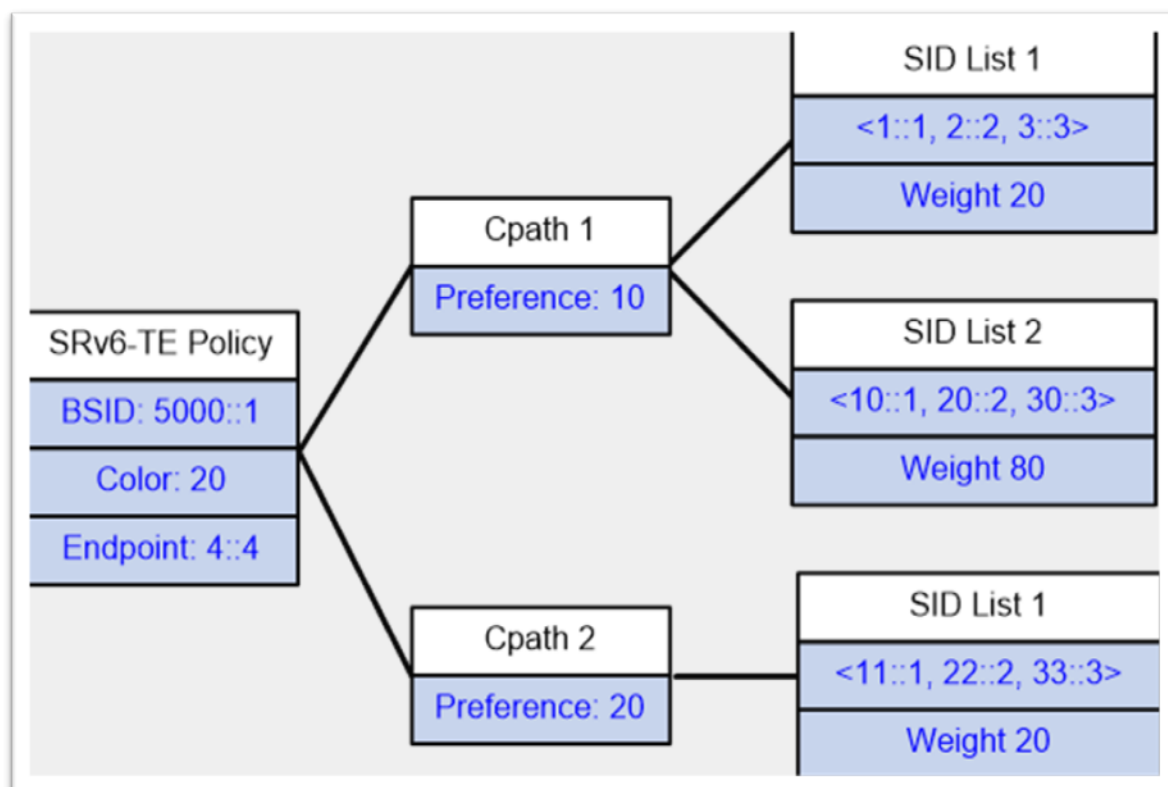 SRv6-TE Policy
BSID: 5000::1
Color: 20
Endpoint: 4::4
Cpath 1
Preference: 10
Cpath 2
Preference: 20
SID List 1
<1::1, 2::2, 3::3>
Weight 20
SID List 2
<10::1, 20::2, 30::3>
Weight 80
SID List 1
<11::1, 22::2, 33::3>
Weight 20